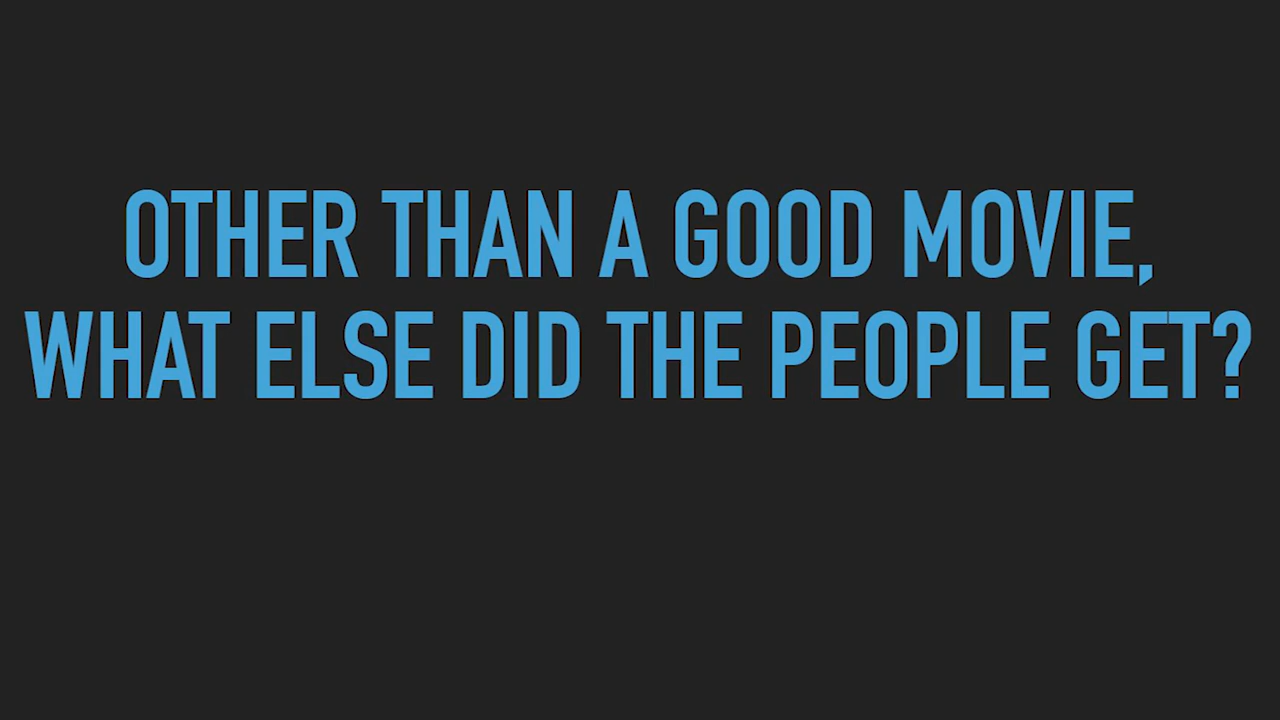 OTHER THAN A GOOD MOVIE,
WHAT ELSE DID THE PEOPLE GET?